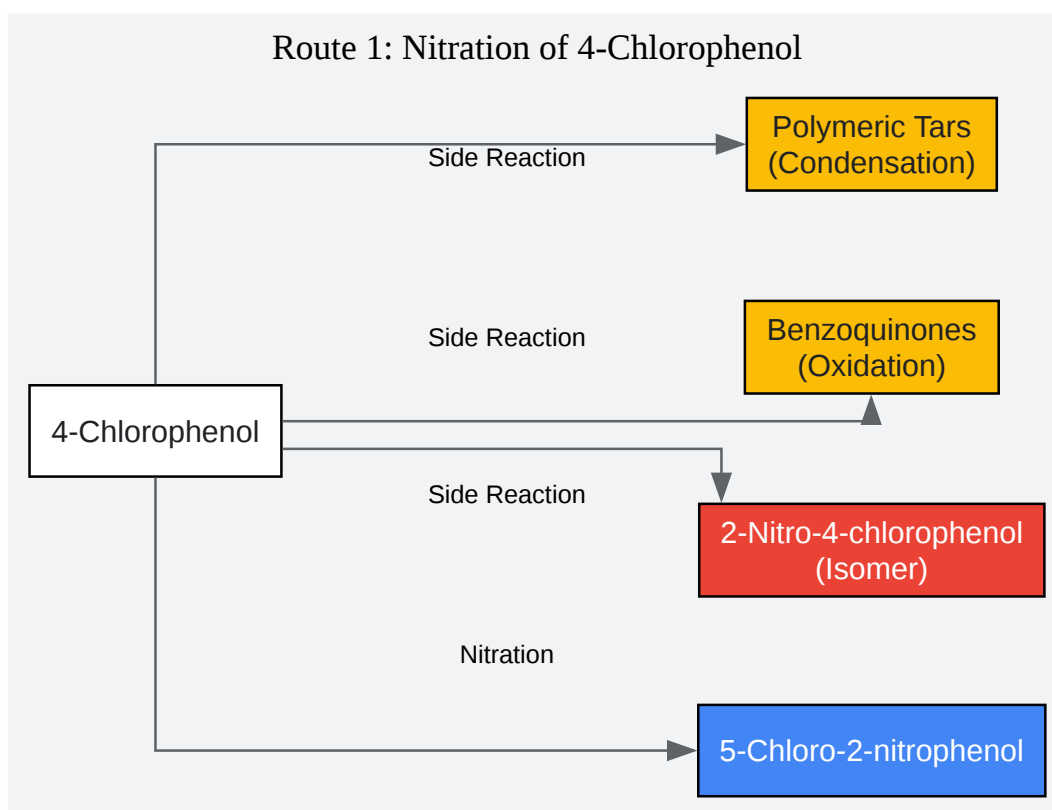 Route 1: Nitration of 4-Chlorophenol
Polymeric Tars
(Condensation)
Side Reaction
Benzoquinones
(Oxidation)
Side Reaction
4-Chlorophenol
Side Reaction
2-Nitro-4-chlorophenol
(Isomer)
Nitration
5-Chloro-2-nitrophenol